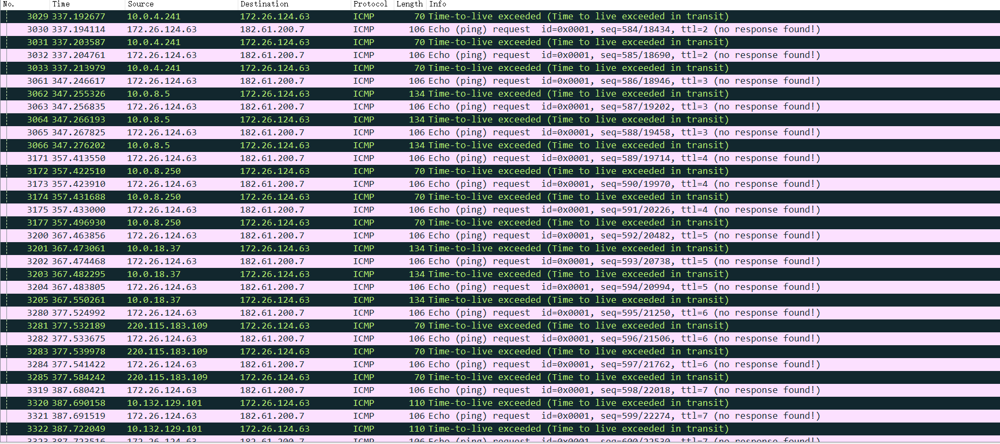 No. Time Source Destination Protocol Length Info
3029 337.192677 10.0.4.241 172.26.124.63 ICMP 70 Time-to-live exceeded (Time to live exceeded in transit)
3030 337.194114 172.26.124.63 182.61.200.7 ICMP 106 Echo (ping) request id=0x0001, seq=584/18434, ttl=2 (no response found!)
3031 337.203587 10.0.4.241 172.26.124.63 ICMP 70 Time-to-live exceeded (Time to live exceeded in transit)
3032 337.204761 172.26.124.63 182.61.200.7 ICMP 106 Echo (ping) request id=0x0001, seq=585/18690, ttl=2 (no response found!)
3033 337.213979 10.0.4.241 172.26.124.63 ICMP 70 Time-to-live exceeded (Time to live exceeded in transit)
3061 347.246617 172.26.124.63 182.61.200.7 ICMP 106 Echo (ping) request id=0x0001, seq=586/18946, ttl=3 (no response found!)
3062 347.255326 10.0.8.5 172.26.124.63 ICMP 134 Time-to-live exceeded (Time to live exceeded in transit)
3063 347.256835 172.26.124.63 182.61.200.7 ICMP 106 Echo (ping) request id=0x0001, seq=587/19202, ttl=3 (no response found!)
3064 347.266193 10.0.8.5 172.26.124.63 ICMP 134 Time-to-live exceeded (Time to live exceeded in transit)
3065 347.267825 172.26.124.63 182.61.200.7 ICMP 106 Echo (ping) request id=0x0001, seq=588/19458, ttl=3 (no response found!)
3066 347.276202 10.0.8.5 172.26.124.63 ICMP 134 Time-to-live exceeded (Time to live exceeded in transit)
3171 357.413550 172.26.124.63 182.61.200.7 ICMP 106 Echo (ping) request id=0x0001, seq=589/19714, ttl=4 (no response found!)
3172 357.422510 10.0.8.250 172.26.124.63 ICMP 70 Time-to-live exceeded (Time to live exceeded in transit)
3173 357.423910 172.26.124.63 182.61.200.7 ICMP 106 Echo (ping) request id=0x0001, seq=590/19970, ttl=4 (no response found!)
3174 357.431688 10.0.8.250 172.26.124.63 ICMP 70 Time-to-live exceeded (Time to live exceeded in transit)
3175 357.433000 172.26.124.63 182.61.200.7 ICMP 106 Echo (ping) request id=0x0001, seq=591/20226, ttl=4 (no response found!)
3177 357.496930 10.0.8.250 172.26.124.63 ICMP 70 Time-to-live exceeded (Time to live exceeded in transit)
3200 367.463856 172.26.124.63 182.61.200.7 ICMP 106 Echo (ping) request id=0x0001, seq=592/20482, ttl=5 (no response found!)
3201 367.473061 10.0.18.37 172.26.124.63 ICMP 134 Time-to-live exceeded (Time to live exceeded in transit)
3202 367.474468 172.26.124.63 182.61.200.7 ICMP 106 Echo (ping) request id=0x0001, seq=593/20738, ttl=5 (no response found!)
3203 367.482295 10.0.18.37 172.26.124.63 ICMP 134 Time-to-live exceeded (Time to live exceeded in transit)
3204 367.483805 172.26.124.63 182.61.200.7 ICMP 106 Echo (ping) request id=0x0001, seq=594/20994, ttl=5 (no response found!)
3205 367.550261 10.0.18.37 172.26.124.63 ICMP 134 Time-to-live exceeded (Time to live exceeded in transit)
3280 377.524992 172.26.124.63 182.61.200.7 ICMP 106 Echo (ping) request id=0x0001, seq=595/21250, ttl=6 (no response found!)
3281 377.532189 220.115.183.109 172.26.124.63 ICMP 70 Time-to-live exceeded (Time to live exceeded in transit)
3282 377.533675 172.26.124.63 182.61.200.7 ICMP 106 Echo (ping) request id=0x0001, seq=596/21506, ttl=6 (no response found!)
3283 377.539978 220.115.183.109 172.26.124.63 ICMP 70 Time-to-live exceeded (Time to live exceeded in transit)
3284 377.541422 172.26.124.63 182.61.200.7 ICMP 106 Echo (ping) request id=0x0001, seq=597/21762, ttl=6 (no response found!)
3285 377.584242 220.115.183.109 172.26.124.63 ICMP 70 Time-to-live exceeded (Time to live exceeded in transit)
3319 387.680421 172.26.124.63 182.61.200.7 ICMP 106 Echo (ping) request id=0x0001, seq=598/22018, ttl=7 (no response found!)
3320 387.690158 10.132.129.101 172.26.124.63 ICMP 110 Time-to-live exceeded (Time to live exceeded in transit)
3321 387.691519 172.26.124.63 182.61.200.7 ICMP 106 Echo (ping) request id=0x0001, seq=599/22274, ttl=7 (no response found!)
3322 387.722049 10.132.129.101 172.26.124.63 ICMP 110 Time-to-live exceeded (Time to live exceeded in transit)
3323 387.723516 172.26.124.63 182.61.200.7 ICMP 106 Echo (ping) request id=0x0001, seq=600/22530, ttl=7 (no response found!)